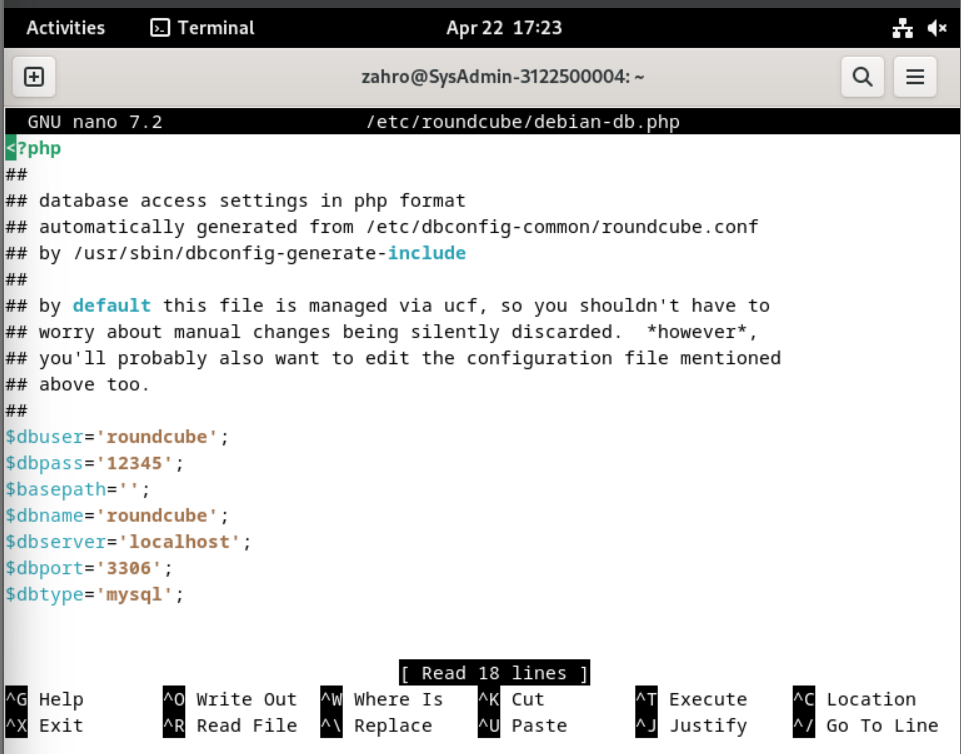 Activities Terminal Apr 22 17:23
zahro@SysAdmin-3122500004: ~
GNU nano 7.2 /etc/roundcube/debian-db.php
<?php
##
## database access settings in php format
## automatically generated from /etc/dbconfig-common/roundcube.conf
## by /usr/sbin/dbconfig-generate-include
##
## by default this file is managed via ucf, so you shouldn't have to
## worry about manual changes being silently discarded.  *however*,
## you'll probably also want to edit the configuration file mentioned
## above too.
##
$dbuser='roundcube';
$dbpass='12345';
$basepath='';
$dbname='roundcube';
$dbserver='localhost';
$dbport='3306';
$dbtype='mysql';
[ Read 18 lines ]
^G Help ^O Write Out ^W Where Is ^K Cut ^T Execute ^C Location
^X Exit ^R Read File ^\ Replace ^U Paste ^J Justify ^/ Go To Line